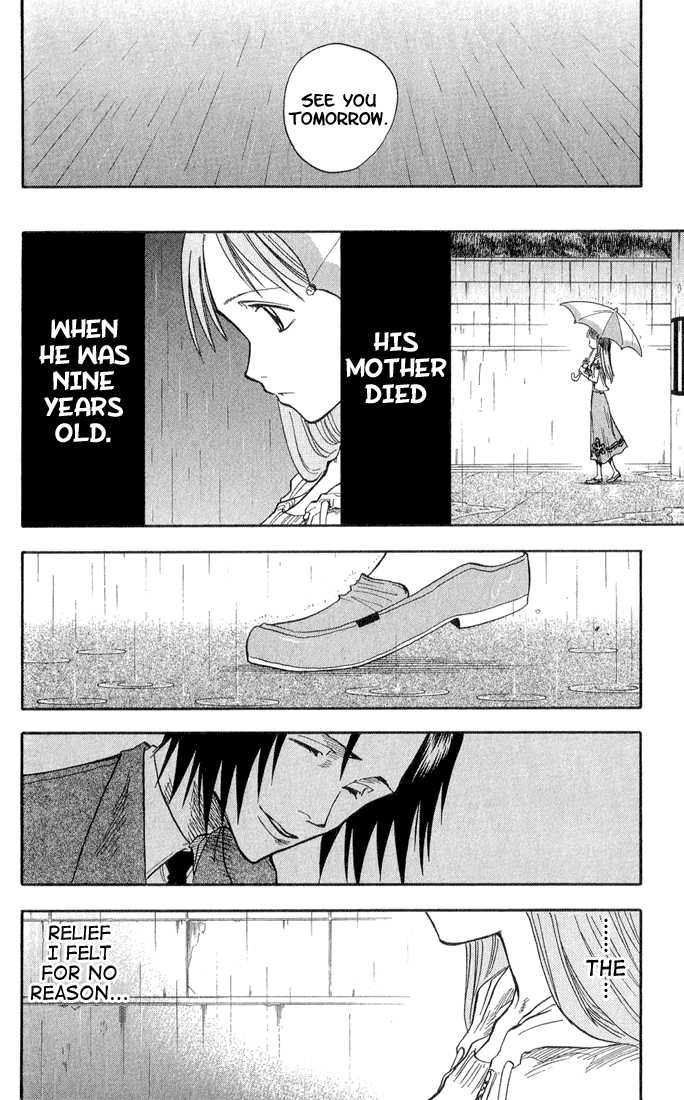 SEE YOU
TOMORROW.
HIS
MOTHER
DIED
WHEN
HE WAS
NINE
YEARS
OLD.
......
THE
......
RELIEF
I FELT
FOR NO
REASON...